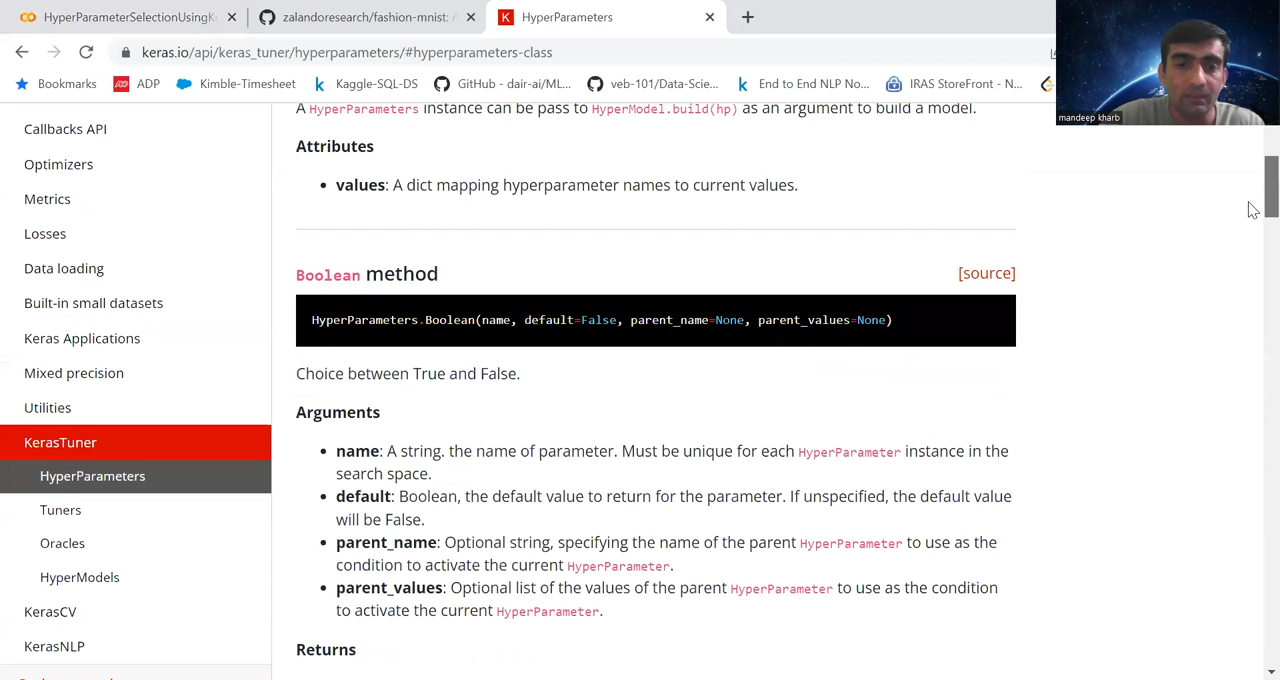 HyperParameterSelectionUsingK
zalandoresearch/fashion-mnist: A
HyperParameters
keras.io/api/keras_tuner/hyperparameters/#hyperparameters-class
Bookmarks
ADP
Kimble-Timesheet
Kaggle-SQL-DS
GitHub - dair-ai/ML...
veb-101/Data-Scie...
End to End NLP No...
IRAS StoreFront - N...
mandeep kharb
Callbacks API
Optimizers
Metrics
Losses
Data loading
Built-in small datasets
Keras Applications
Mixed precision
Utilities
KerasTuner
HyperParameters
Tuners
Oracles
HyperModels
KerasCV
KerasNLP
A HyperParameters instance can be pass to HyperModel.build(hp) as an argument to build a model.
Attributes
• values: A dict mapping hyperparameter names to current values.
Boolean method
[source]
HyperParameters.Boolean(name, default=False, parent_name=None, parent_values=None)
Choice between True and False.
Arguments
• name: A string. the name of parameter. Must be unique for each HyperParameter instance in the
search space.
• default: Boolean, the default value to return for the parameter. If unspecified, the default value
will be False.
• parent_name: Optional string, specifying the name of the parent HyperParameter to use as the
condition to activate the current HyperParameter.
• parent_values: Optional list of the values of the parent HyperParameter to use as the condition
to activate the current HyperParameter.
Returns